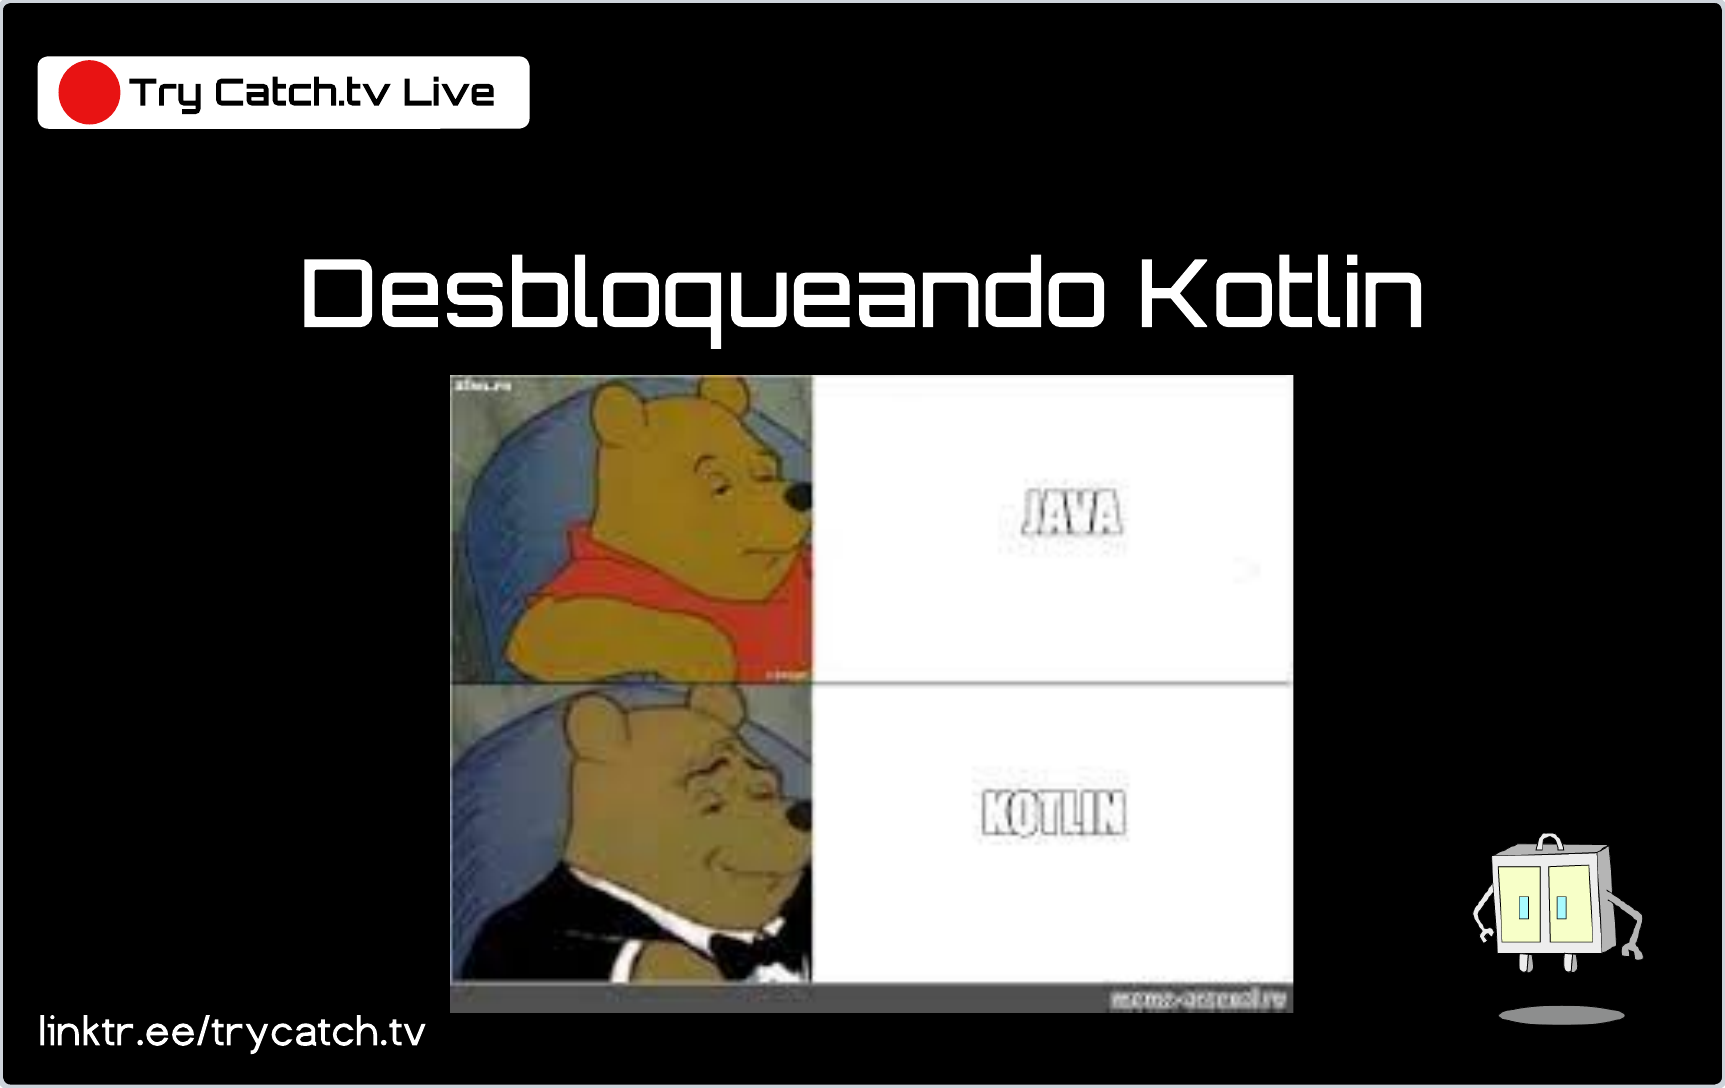 Try Catch.tv Live
Desbloqueando Kotlin
JAVA
KOTLIN
linktr.ee/trycatch.tv